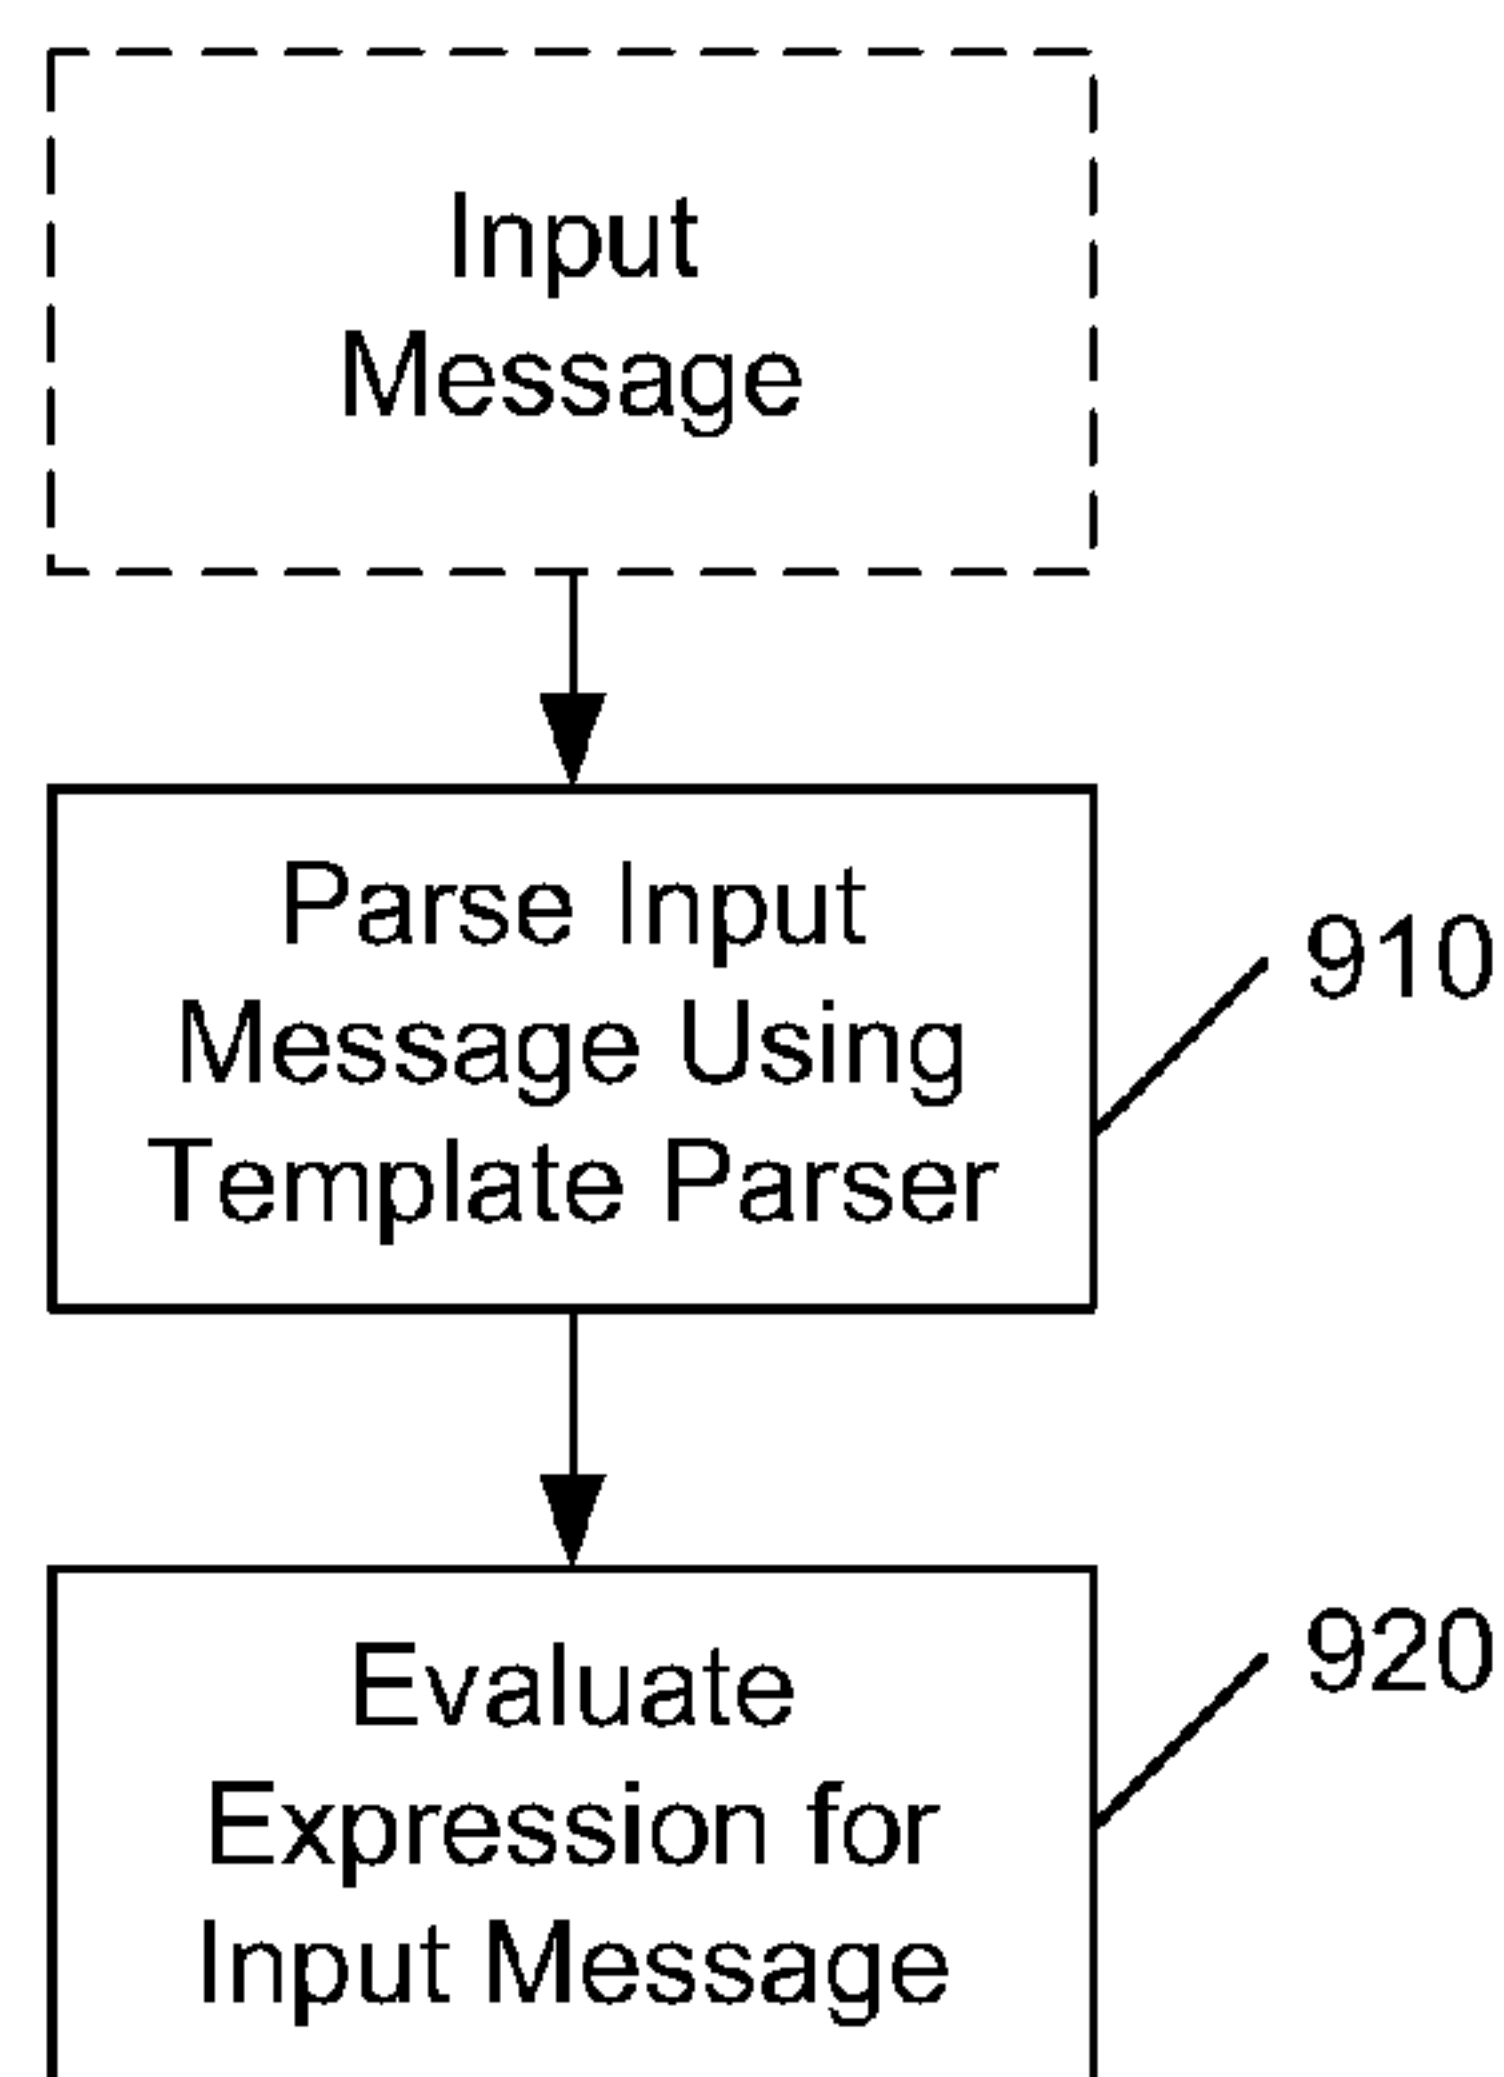 Input
Message
Parse Input
Message Using
Template Parser
910
Evaluate
Expression for
Input Message
920